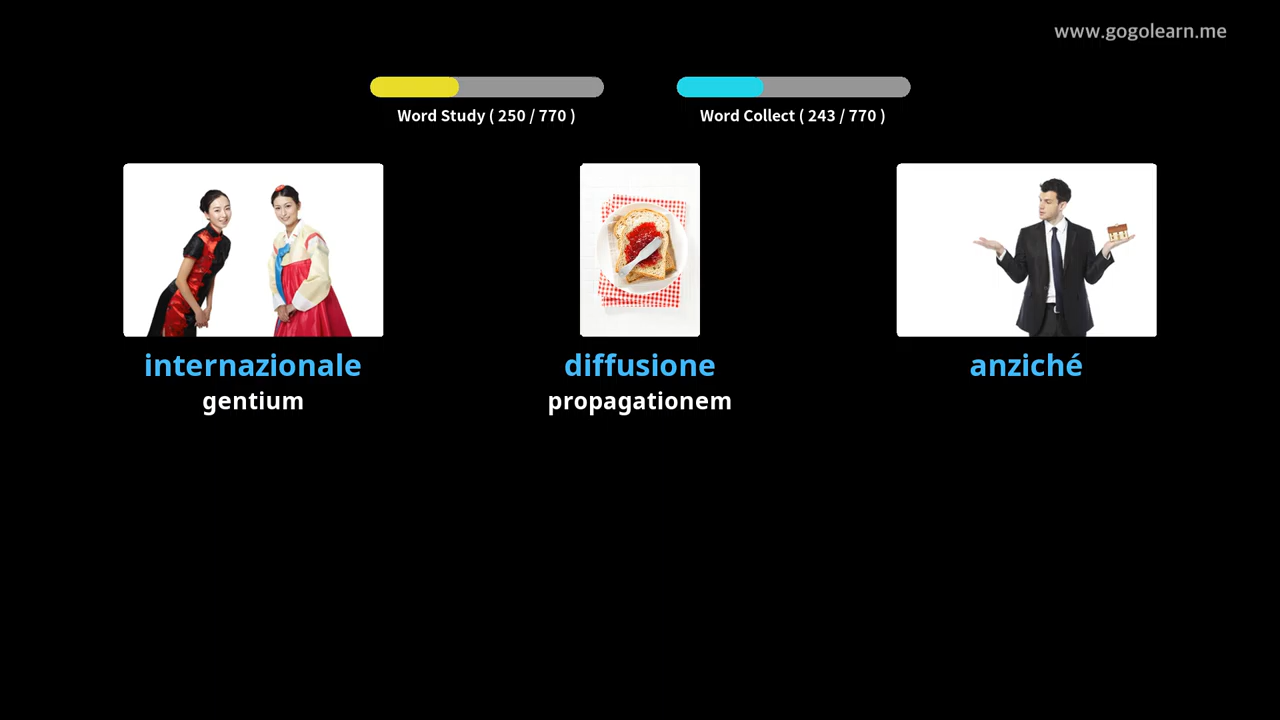 www.gogolearn.me
Word Study ( 250 / 770 )
Word Collect ( 243 / 770 )
internazionale
gentium
diffusione
propagationem
anziché